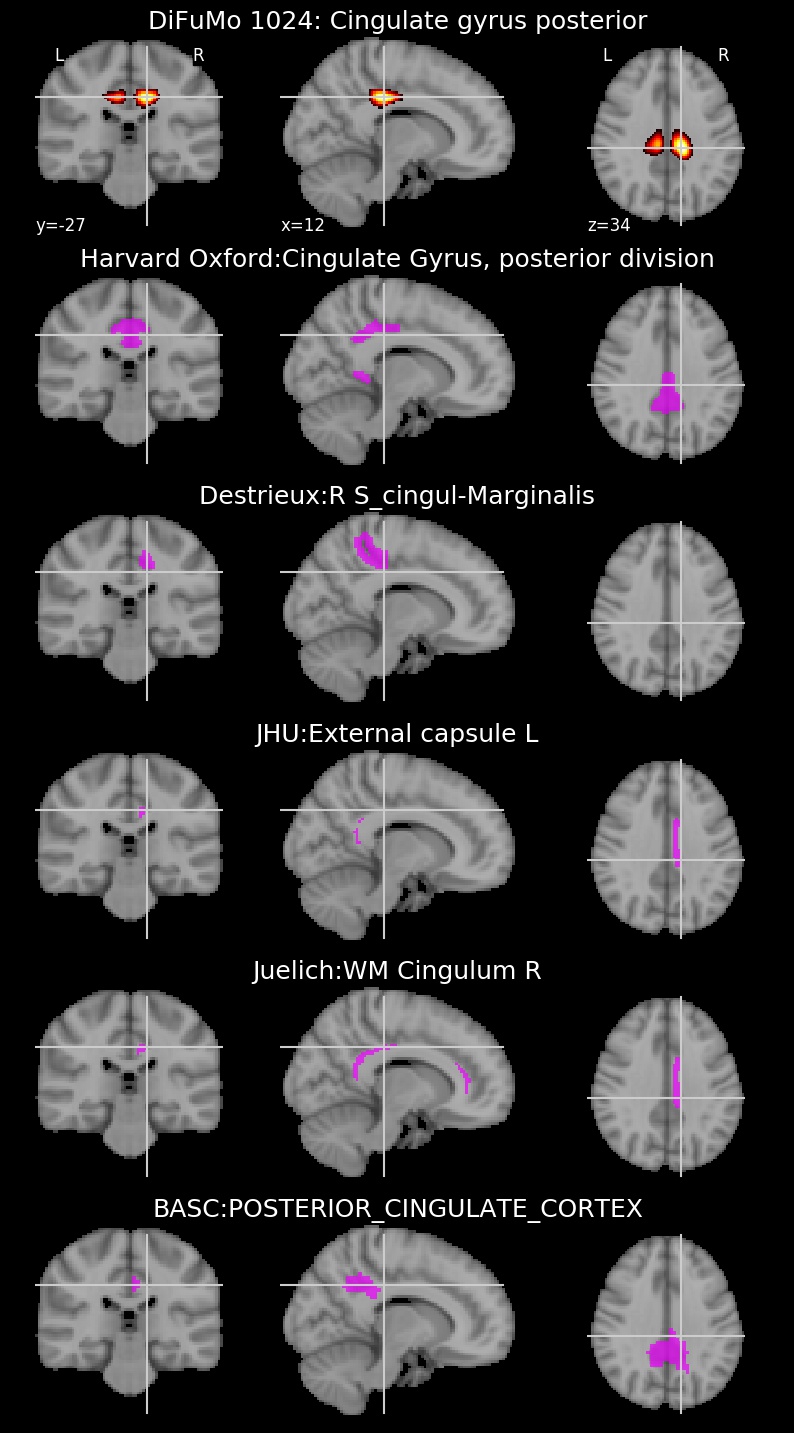 DiFuMo 1024: Cingulate gyrus posterior
L R L R
y=-27 x=12 z=34
Harvard Oxford:Cingulate Gyrus, posterior division
Destrieux:R S_cingul-Marginalis
JHU:External capsule L
Juelich:WM Cingulum R
BASC:POSTERIOR_CINGULATE_CORTEX